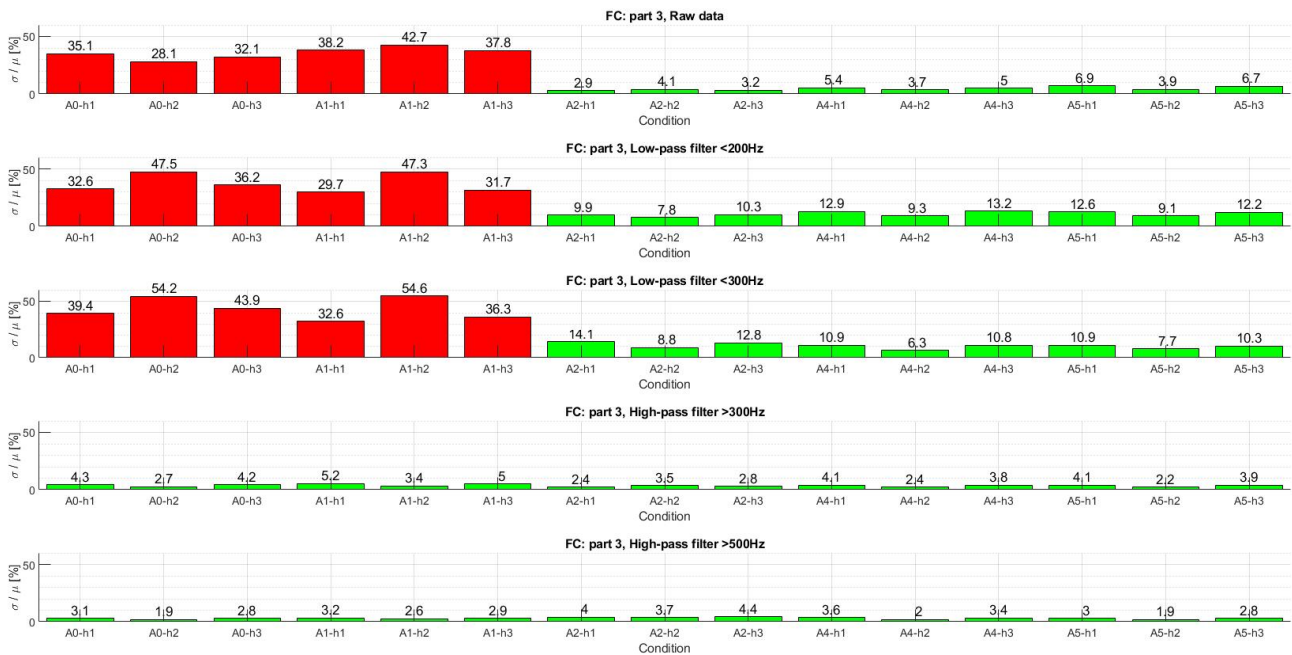 FC: part 3, Raw data
σ / μ [%]
50
0
35.1 28.1 32.1 38.2 42.7 37.8 2.9 4.1 3.2 5.4 3.7 5 6.9 3.9 6.7
A0-h1 A0-h2 A0-h3 A1-h1 A1-h2 A1-h3 A2-h1 A2-h2 A2-h3 A4-h1 A4-h2 A4-h3 A5-h1 A5-h2 A5-h3
Condition
FC: part 3, Low-pass filter <200Hz
σ / μ [%]
50
0
32.6 47.5 36.2 29.7 47.3 31.7 9.9 7.8 10.3 12.9 9.3 13.2 12.6 9.1 12.2
A0-h1 A0-h2 A0-h3 A1-h1 A1-h2 A1-h3 A2-h1 A2-h2 A2-h3 A4-h1 A4-h2 A4-h3 A5-h1 A5-h2 A5-h3
Condition
FC: part 3, Low-pass filter <300Hz
σ / μ [%]
50
0
39.4 54.2 43.9 32.6 54.6 36.3 14.1 8.8 12.8 10.9 6.3 10.8 10.9 7.7 10.3
A0-h1 A0-h2 A0-h3 A1-h1 A1-h2 A1-h3 A2-h1 A2-h2 A2-h3 A4-h1 A4-h2 A4-h3 A5-h1 A5-h2 A5-h3
Condition
FC: part 3, High-pass filter >300Hz
σ / μ [%]
50
0
4.3 2.7 4.2 5.2 3.4 5 2.4 3.5 2.8 4.1 2.4 3.8 4.1 2.2 3.9
A0-h1 A0-h2 A0-h3 A1-h1 A1-h2 A1-h3 A2-h1 A2-h2 A2-h3 A4-h1 A4-h2 A4-h3 A5-h1 A5-h2 A5-h3
Condition
FC: part 3, High-pass filter >500Hz
σ / μ [%]
50
0
3.1 1.9 2.8 3.2 2.6 2.9 4 3.7 4.4 3.6 2 3.4 3 1.9 2.8
A0-h1 A0-h2 A0-h3 A1-h1 A1-h2 A1-h3 A2-h1 A2-h2 A2-h3 A4-h1 A4-h2 A4-h3 A5-h1 A5-h2 A5-h3
Condition